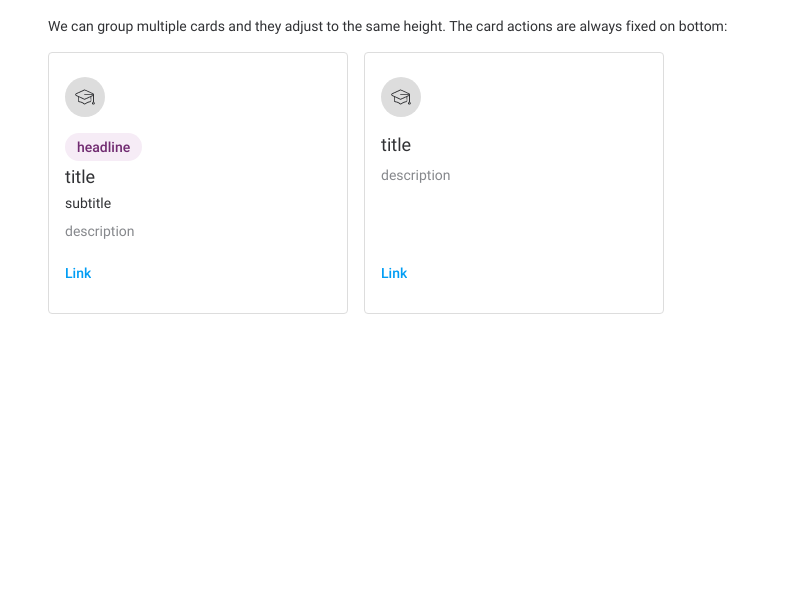 We can group multiple cards and they adjust to the same height. The card actions are always fixed on bottom:
headline
title
subtitle
description
Link
title
description
Link